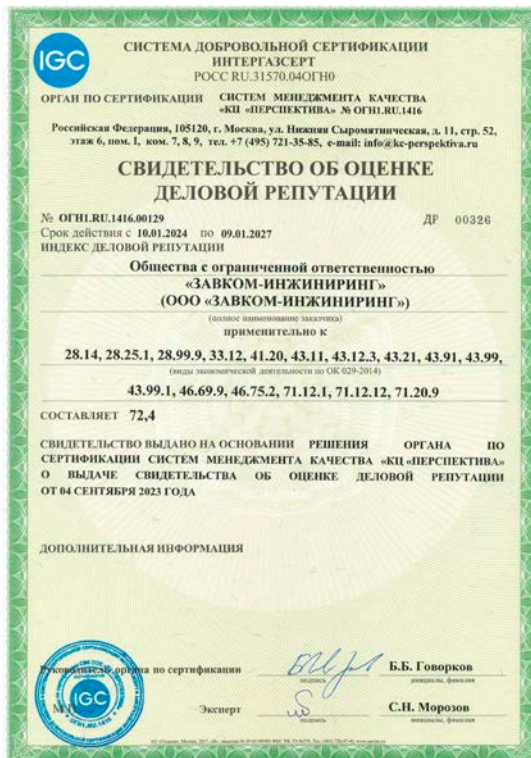 IGC
СИСТЕМА ДОБРОВОЛЬНОЙ СЕРТИФИКАЦИИ
ИНТЕРГАЗСЕРТ
РОСС RU.31570.04ОГН0
ОРГАН ПО СЕРТИФИКАЦИИ СИСТЕМ МЕНЕДЖМЕНТА КАЧЕСТВА
«КЦ «ПЕРСПЕКТИВА» № ОГН1.RU.1416
Российская Федерация, 105120, г. Москва, ул. Нижняя Сыромятническая, д. 11, стр. 52,
этаж 6, пом. I, ком. 7, 8, 9, тел. +7 (495) 721-35-85, e-mail: info@kc-perspektiva.ru
СВИДЕТЕЛЬСТВО ОБ ОЦЕНКЕ
ДЕЛОВОЙ РЕПУТАЦИИ
№ ОГН1.RU.1416.00129 ДР 00326
Срок действия с 10.01.2024 по 09.01.2027
ИНДЕКС ДЕЛОВОЙ РЕПУТАЦИИ
Общества с ограниченной ответственностью
«ЗАВКОМ-ИНЖИНИРИНГ»
(ООО «ЗАВКОМ-ИНЖИНИРИНГ»)
(полное наименование заказчика)
применительно к
28.14, 28.25.1, 28.99.9, 33.12, 41.20, 43.11, 43.12.3, 43.21, 43.91, 43.99,
(виды экономической деятельности по ОК 029-2014)
43.99.1, 46.69.9, 46.75.2, 71.12.1, 71.12.12, 71.20.9
СОСТАВЛЯЕТ 72,4
СВИДЕТЕЛЬСТВО ВЫДАНО НА ОСНОВАНИИ РЕШЕНИЯ ОРГАНА ПО
СЕРТИФИКАЦИИ СИСТЕМ МЕНЕДЖМЕНТА КАЧЕСТВА «КЦ «ПЕРСПЕКТИВА»
О ВЫДАЧЕ СВИДЕТЕЛЬСТВА ОБ ОЦЕНКЕ ДЕЛОВОЙ РЕПУТАЦИИ
ОТ 04 СЕНТЯБРЯ 2023 ГОДА
ДОПОЛНИТЕЛЬНАЯ ИНФОРМАЦИЯ
Руководитель органа по сертификации Б.Б. Говорков
подпись инициалы, фамилия
IGC
ОГН1.RU.1416
М.П. Эксперт С.Н. Морозов
подпись инициалы, фамилия